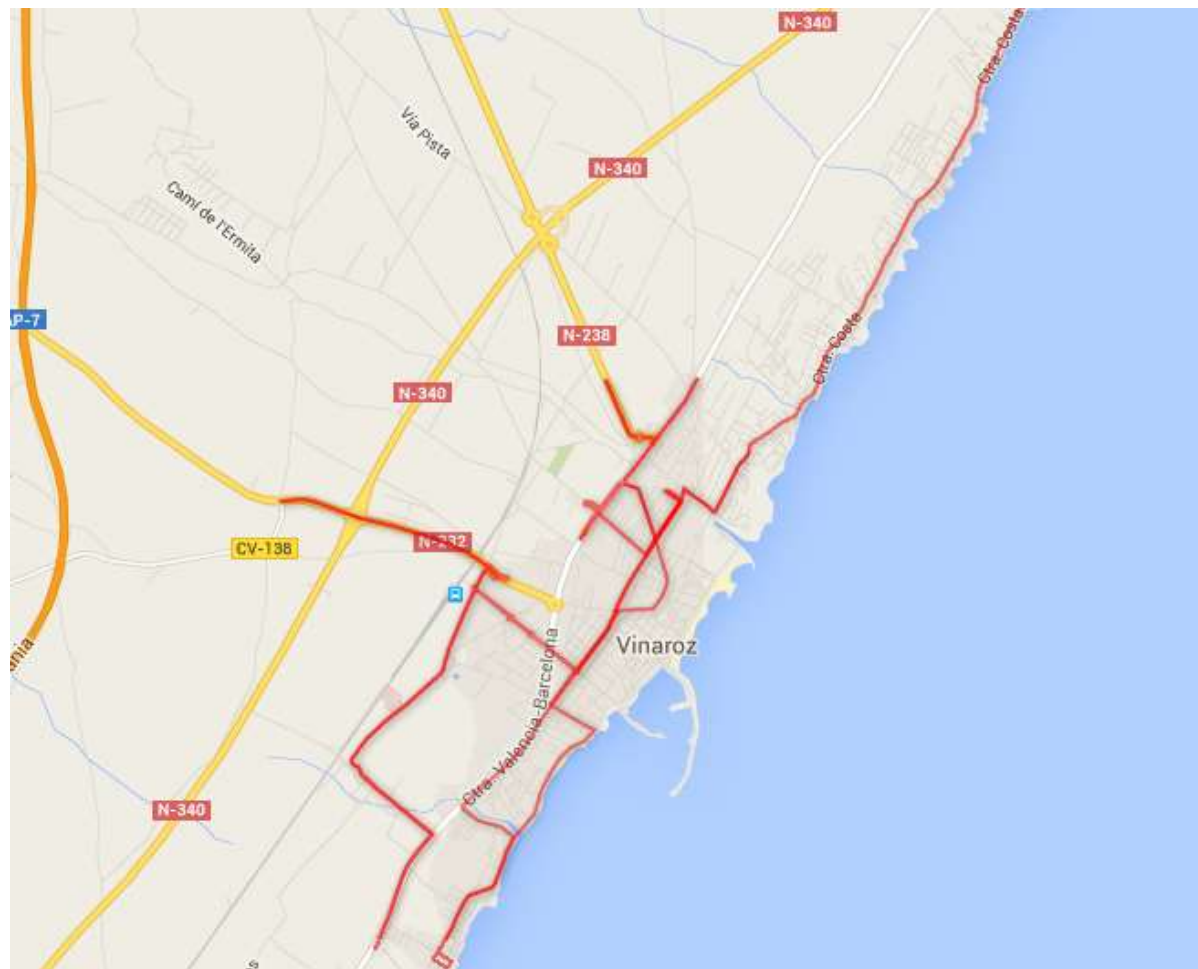 N-340
Ctra. Costa
Vía Pista
N-340
Camí de l'Ermita
AP-7
N-238
Ctra. Costa
N-340
N-232
CV-138
Vinaroz
Ctra. Valencia-Barcelona
N-340